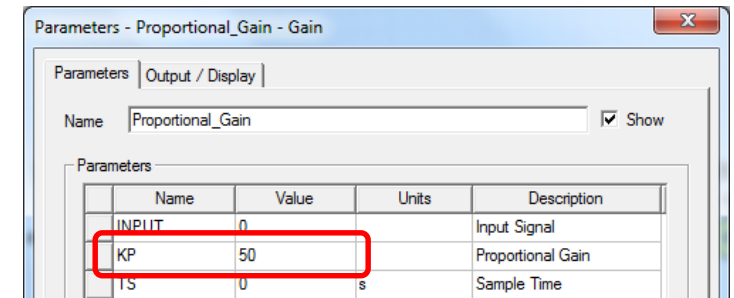 Parameters - Proportional_Gain - Gain
Parameters Output / Display
Name Proportional_Gain Show
Parameters
Name Value Units Description
INPUT 0 Input Signal
KP 50 Proportional Gain
TS 0 s Sample Time